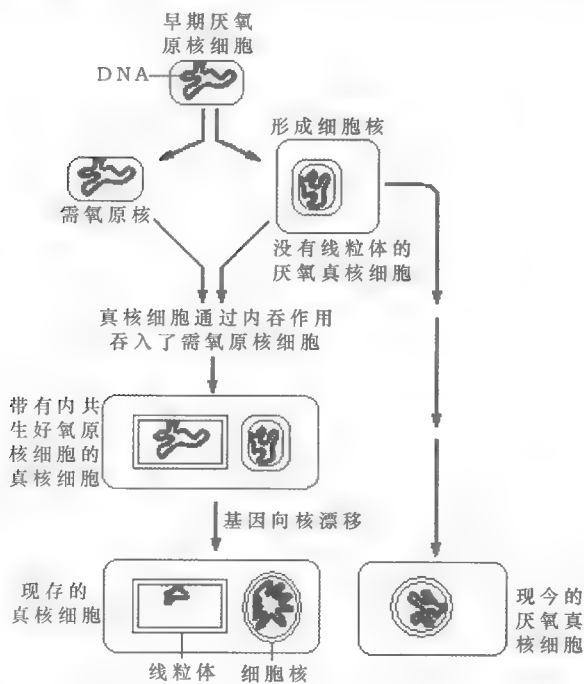 早期厌氧
原核细胞
DNA
形成细胞核
需氧原核
没有线粒体的
厌氧真核细胞
真核细胞通过内吞作用
吞入了需氧原核细胞
带有内共
生好氧原
核细胞的
真核细胞
基因向核漂移
现存的
真核细胞
线粒体
细胞核
现今的
厌氧真
核细胞